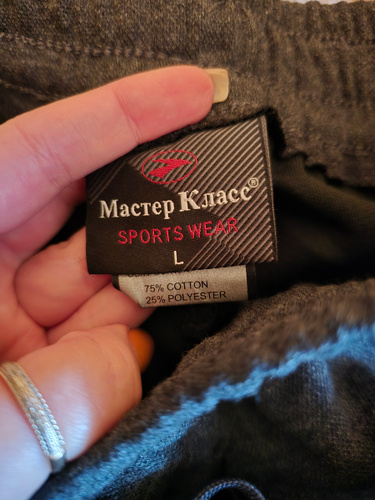 Мастер Класс®
SPORTS WEAR
L
75% COTTON
25% POLYESTER